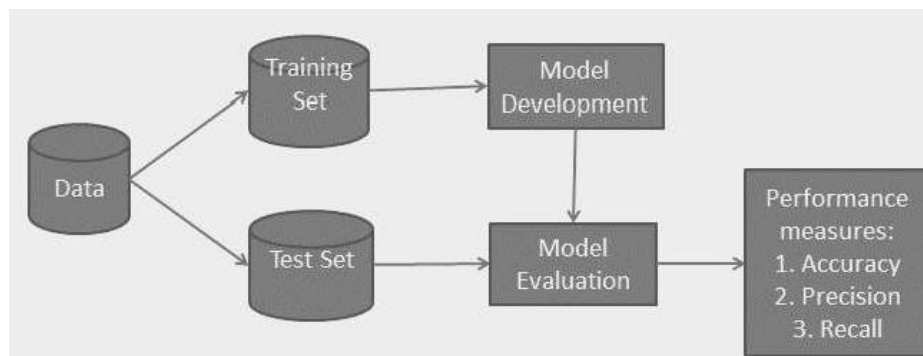 Data
Training
Set
Test Set
Model
Development
Model
Evaluation
Performance
measures:
1. Accuracy
2. Precision
3. Recall